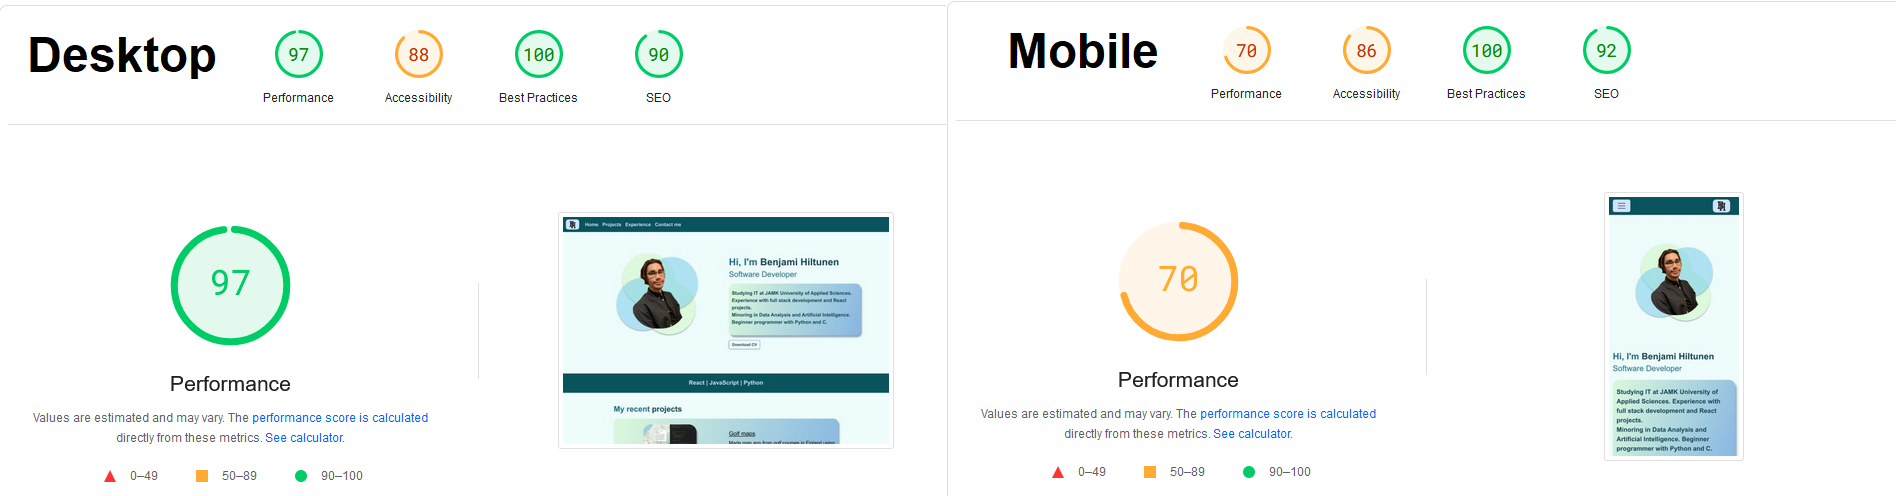 Desktop
97
88
100
90
Performance
Accessibility
Best Practices
SEO
97
Performance
Values are estimated and may vary. The performance score is calculated
directly from these metrics. See calculator.
0–49
50–89
90–100
Home Projects Experience Contact me
Hi, I'm Benjami Hiltunen
Software Developer
Studying IT at JAMK University of Applied Sciences.
Experience with full stack development and React
projects.
Minoring in Data Analysis and Artificial Intelligence.
Beginner programmer with Python and C.
Download CV
React | JavaScript | Python
My recent projects
Golf maps
Mobile
70
86
100
92
Performance
Accessibility
Best Practices
SEO
70
Performance
Values are estimated and may vary. The performance score is calculated
directly from these metrics. See calculator.
0–49
50–89
90–100
Hi, I'm Benjami Hiltunen
Software Developer
Studying IT at JAMK University of
Applied Sciences. Experience with
full stack development and React
projects.
Minoring in Data Analysis and
Artificial Intelligence. Beginner
programmer with Python and C.